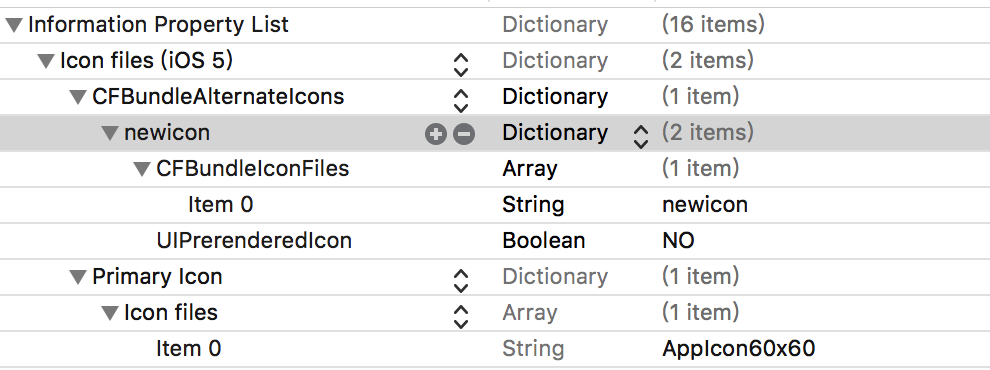 Information Property List Dictionary (16 items)
Icon files (iOS 5) Dictionary (2 items)
CFBundleAlternateIcons Dictionary (1 item)
newicon Dictionary (2 items)
CFBundleIconFiles Array (1 item)
Item 0 String newicon
UIPrerenderedIcon Boolean NO
Primary Icon Dictionary (1 item)
Icon files Array (1 item)
Item 0 String AppIcon60x60